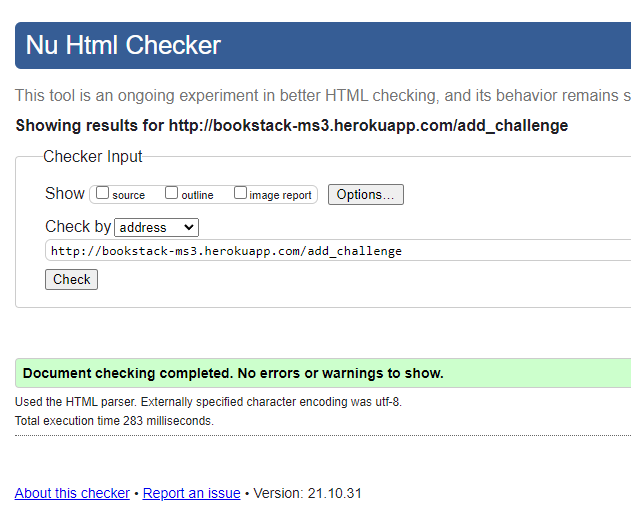 Nu Html Checker
This tool is an ongoing experiment in better HTML checking, and its behavior remains s
Showing results for http://bookstack-ms3.herokuapp.com/add_challenge
Checker Input
Show source outline image report Options...
Check by address
http://bookstack-ms3.herokuapp.com/add_challenge
Check
Document checking completed. No errors or warnings to show.
Used the HTML parser. Externally specified character encoding was utf-8.
Total execution time 283 milliseconds.
About this checker • Report an issue • Version: 21.10.31